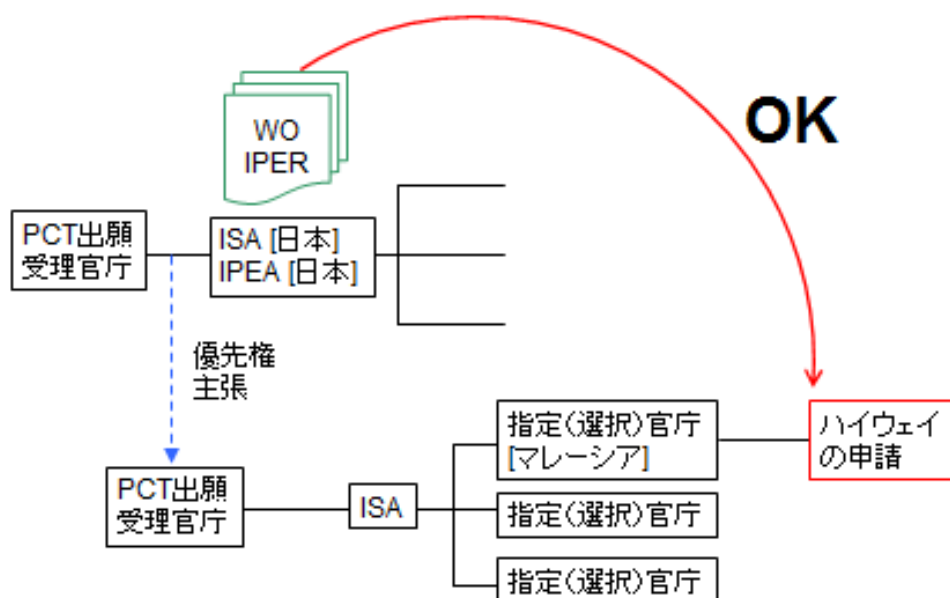 WO
IPER
OK
PCT出願
受理官庁
ISA [日本]
IPEA [日本]
優先権
主張
指定(選択)官庁
[マレーシア]
ハイウェイ
の申請
PCT出願
受理官庁
ISA
指定(選択)官庁
指定(選択)官庁